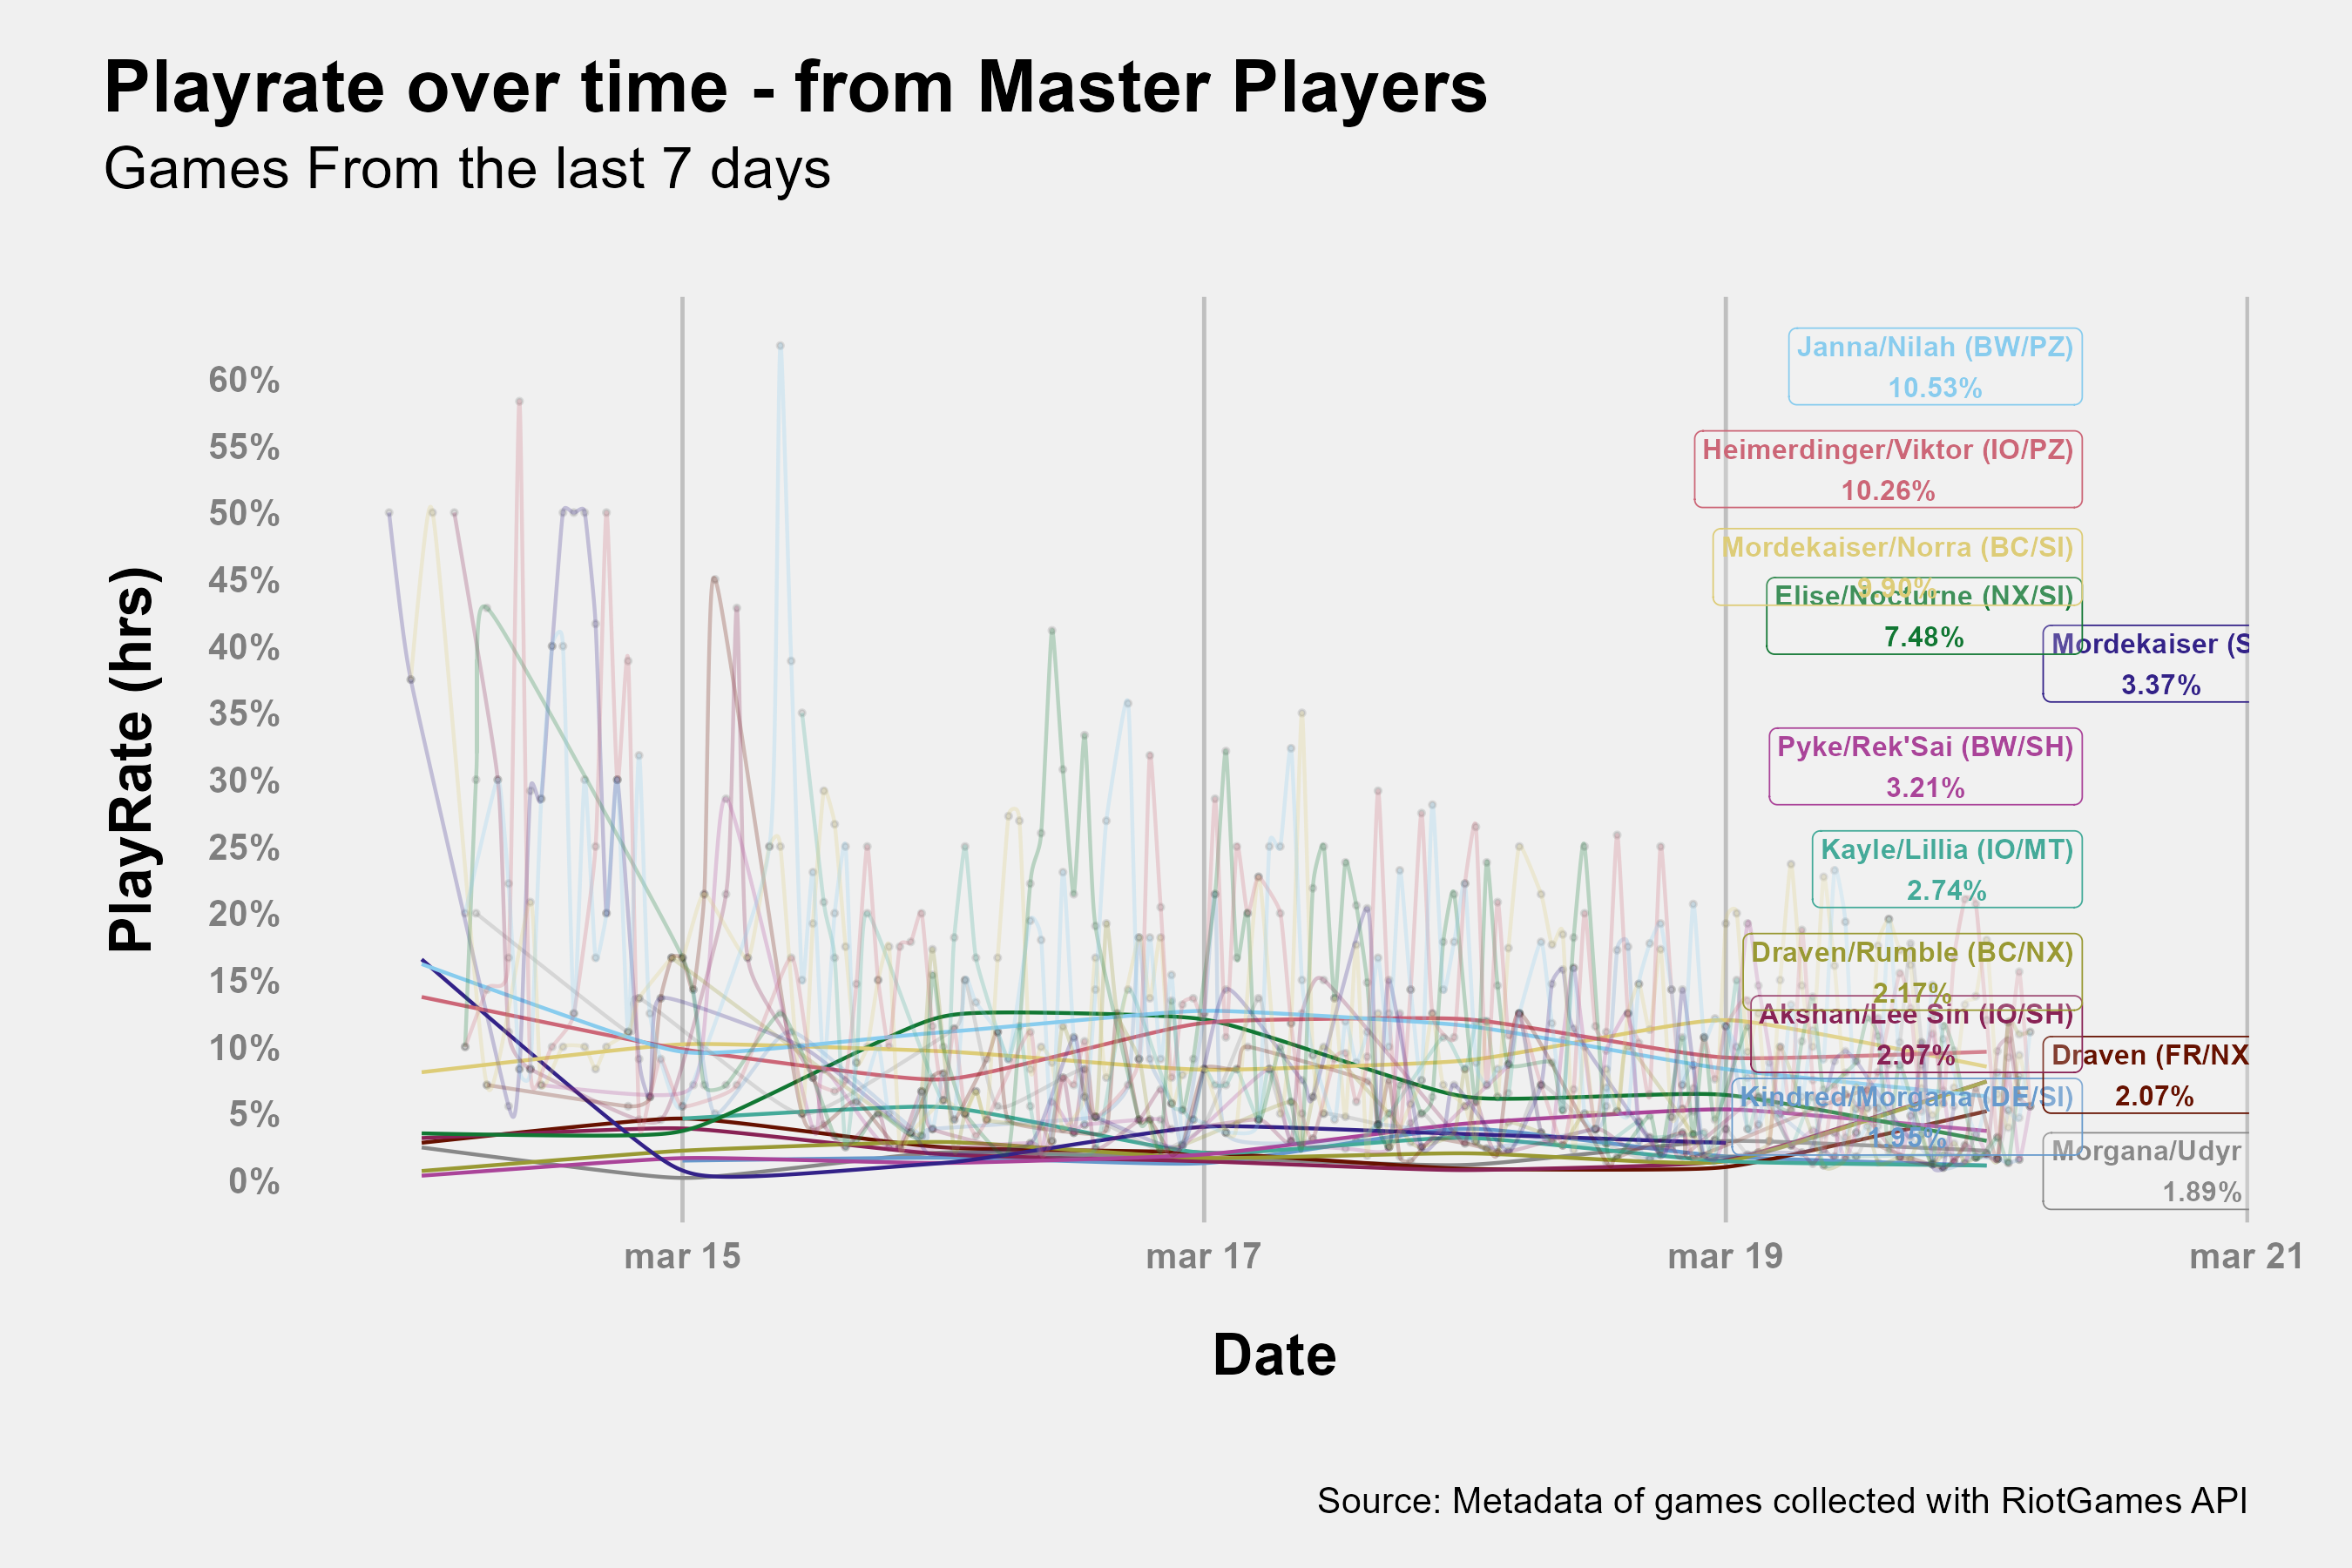 Playrate over time - from Master Players
Games From the last 7 days
PlayRate (hrs)
60%
55%
50%
45%
40%
35%
30%
25%
20%
15%
10%
5%
0%
Janna/Nilah (BW/PZ)
10.53%
Heimerdinger/Viktor (IO/PZ)
10.26%
Mordekaiser/Norra (BC/SI)
9.90%
Elise/Nocturne (NX/SI)
7.48%
Mordekaiser (S
3.37%
Pyke/Rek'Sai (BW/SH)
3.21%
Kayle/Lillia (IO/MT)
2.74%
Draven/Rumble (BC/NX)
2.17%
Akshan/Lee Sin (IO/SH)
2.07%
Draven (FR/NX
2.07%
Kindred/Morgana (DE/SI)
1.95%
Morgana/Udyr
1.89%
mar 15
mar 17
mar 19
mar 21
Date
Source: Metadata of games collected with RiotGames API